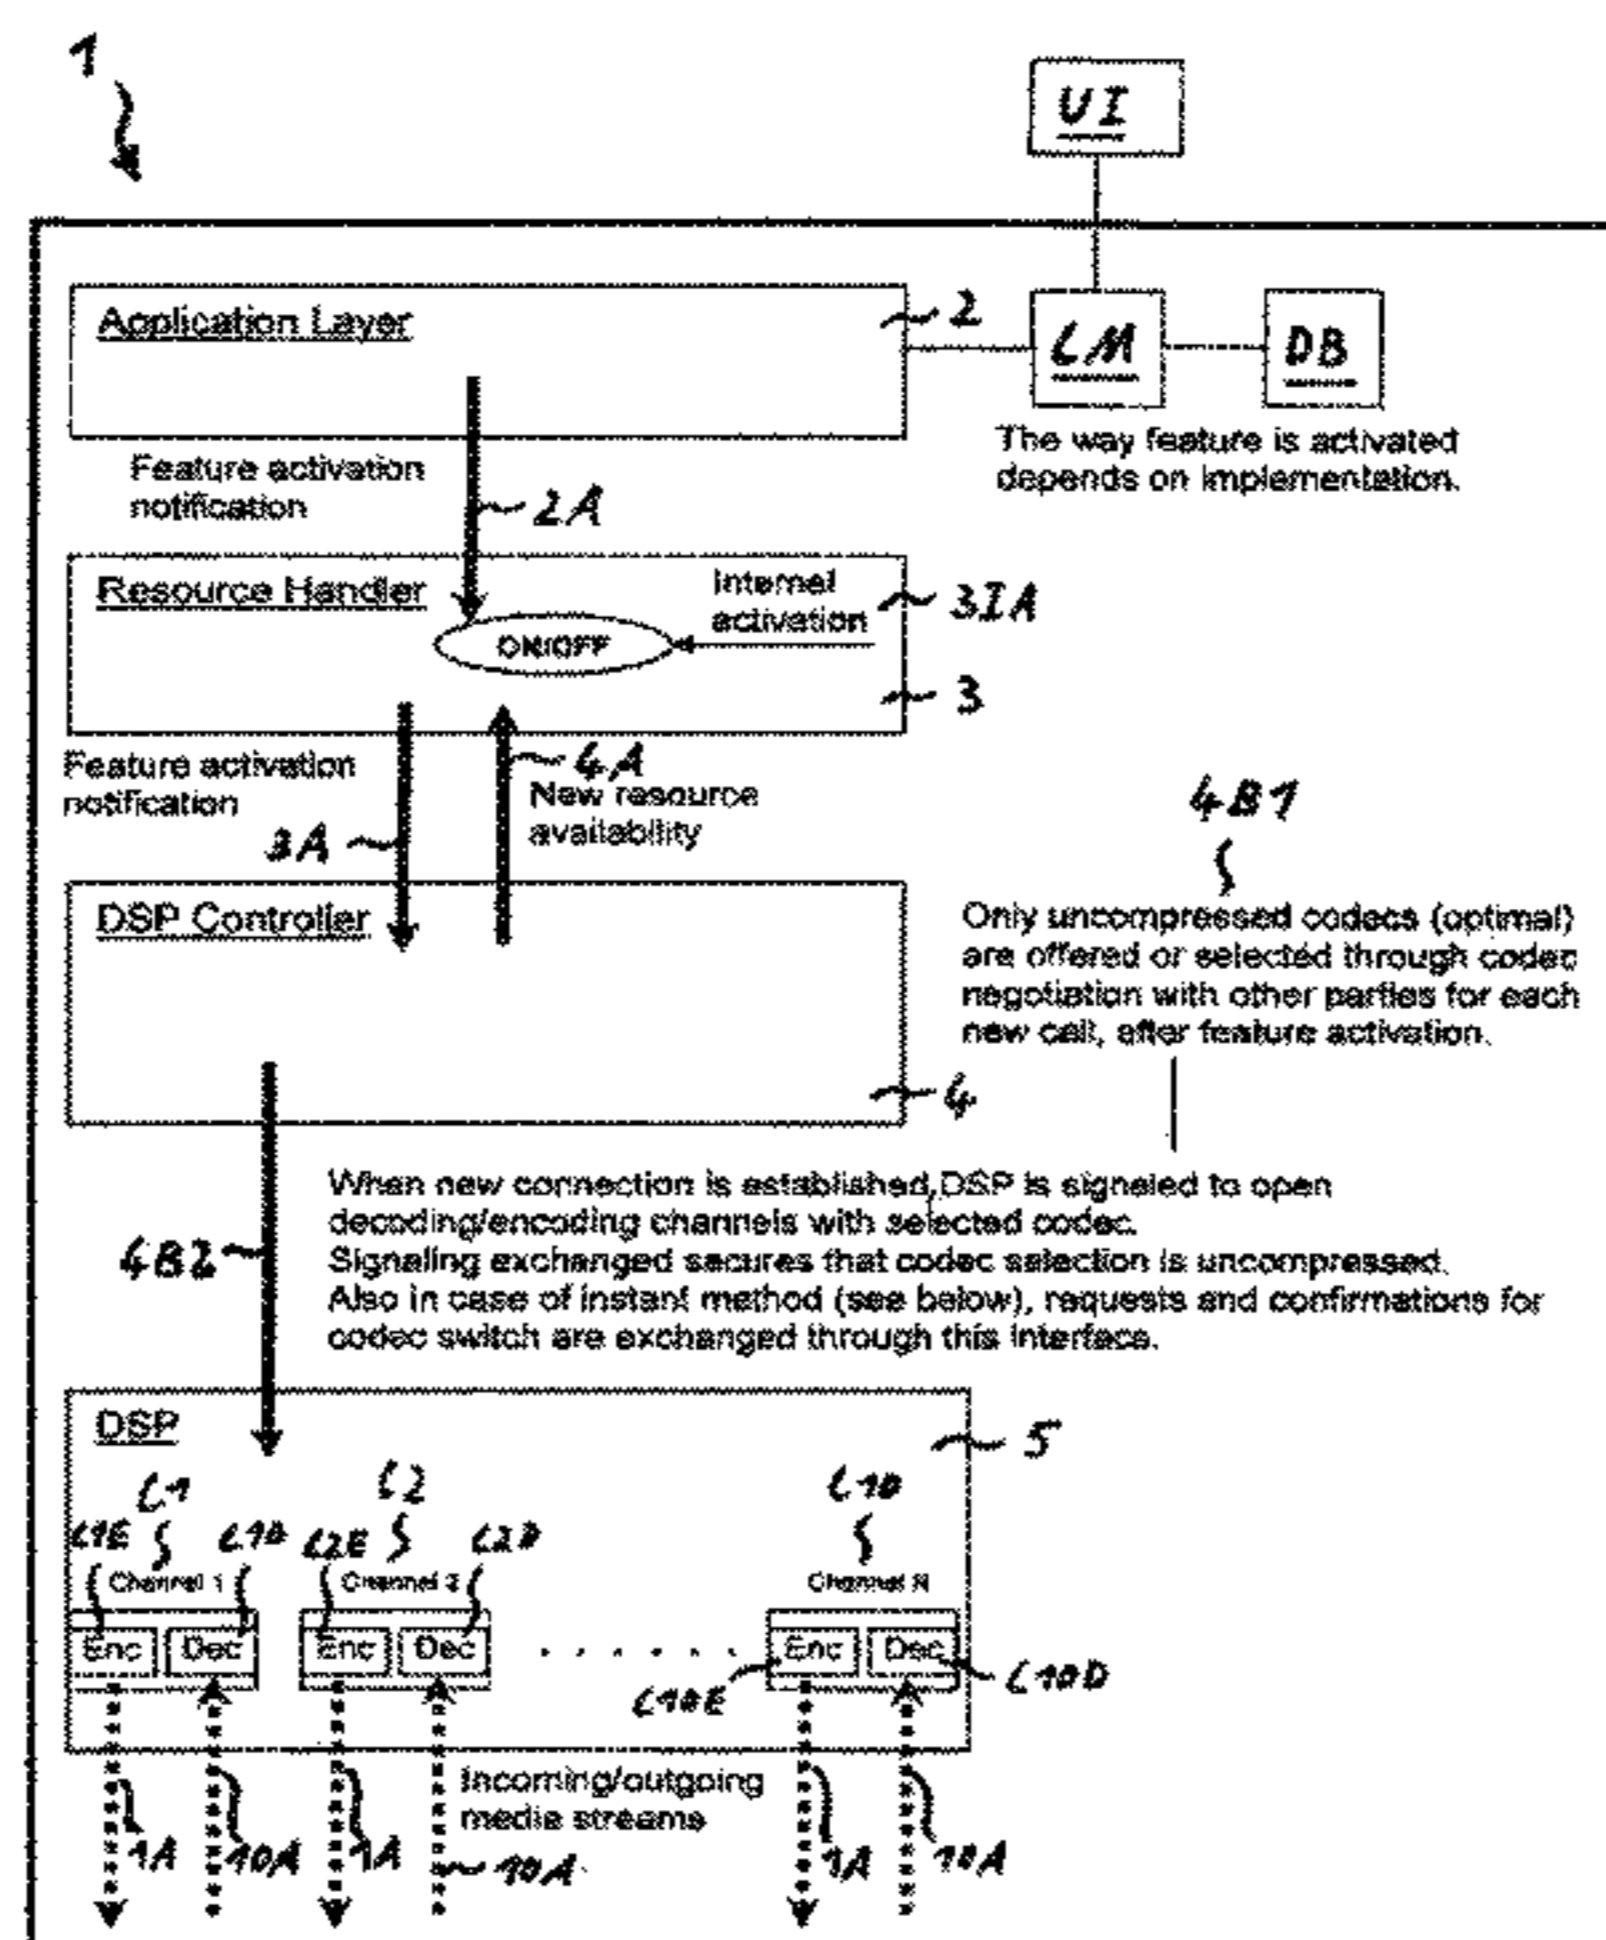 1
UI
Application Layer
2
LM
DB
The way feature is activated
depends on implementation.
Feature activation
notification
2A
Resource Handler
Internal
activation
3IA
ON/OFF
3
Feature activation
notification
4A
New resource
availability
3A
4B1
DSP Controller
Only uncompressed codecs (optimal)
are offered or selected through codec
negotiation with other parties for each
new call, after feature activation.
4
When new connection is established, DSP is signaled to open
decoding/encoding channels with selected codec.
4B2
Signaling exchanged secures that codec selection is uncompressed.
Also in case of instant method (see below), requests and confirmations for
codec switch are exchanged through this interface.
DSP
5
C1
C2
C10
C1E
C1D
C2E
C2D
Channel 1
Channel 2
Channel N
Enc
Dec
Enc
Dec
. . . . . .
Enc
Dec
C10E
C10D
Incoming/outgoing
media streams
1A
10A
1A
10A
1A
10A